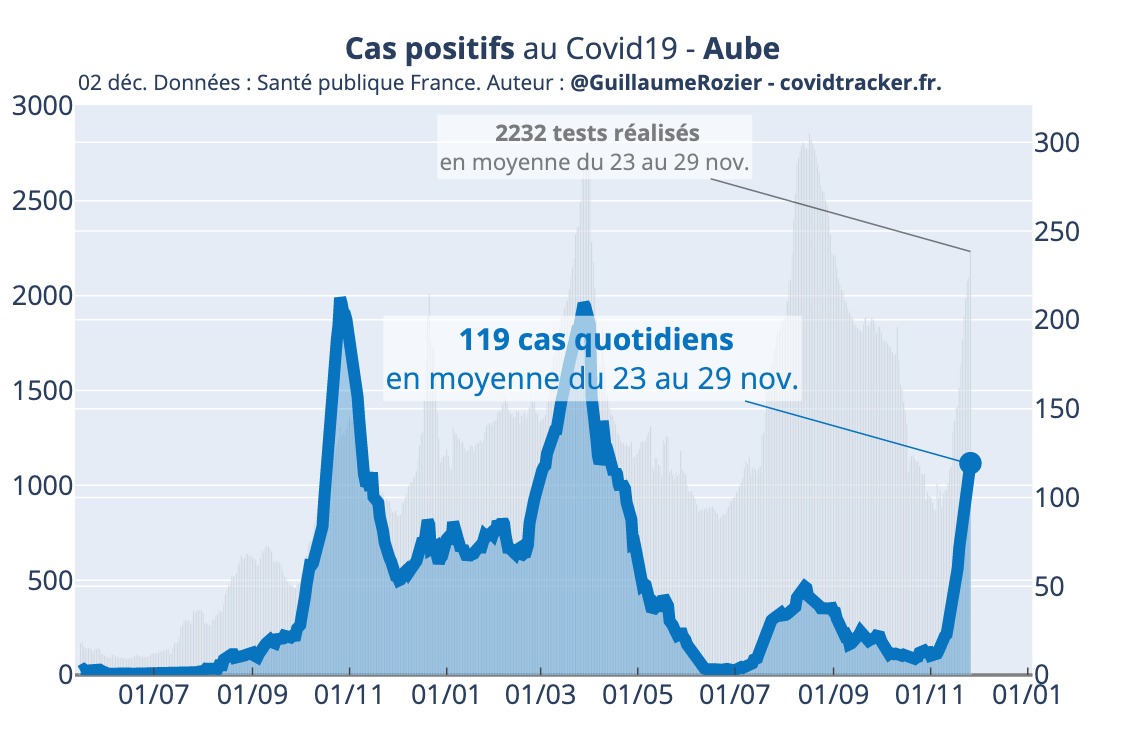 Cas positifs au Covid19 - Aube
02 déc. Données : Santé publique France. Auteur : @GuillaumeRozier - covidtracker.fr.
3000
2500
2000
1500
1000
500
0
300
250
200
150
100
50
0
2232 tests réalisés
en moyenne du 23 au 29 nov.
119 cas quotidiens
en moyenne du 23 au 29 nov.
01/07 01/09 01/11 01/01 01/03 01/05 01/07 01/09 01/11 01/01